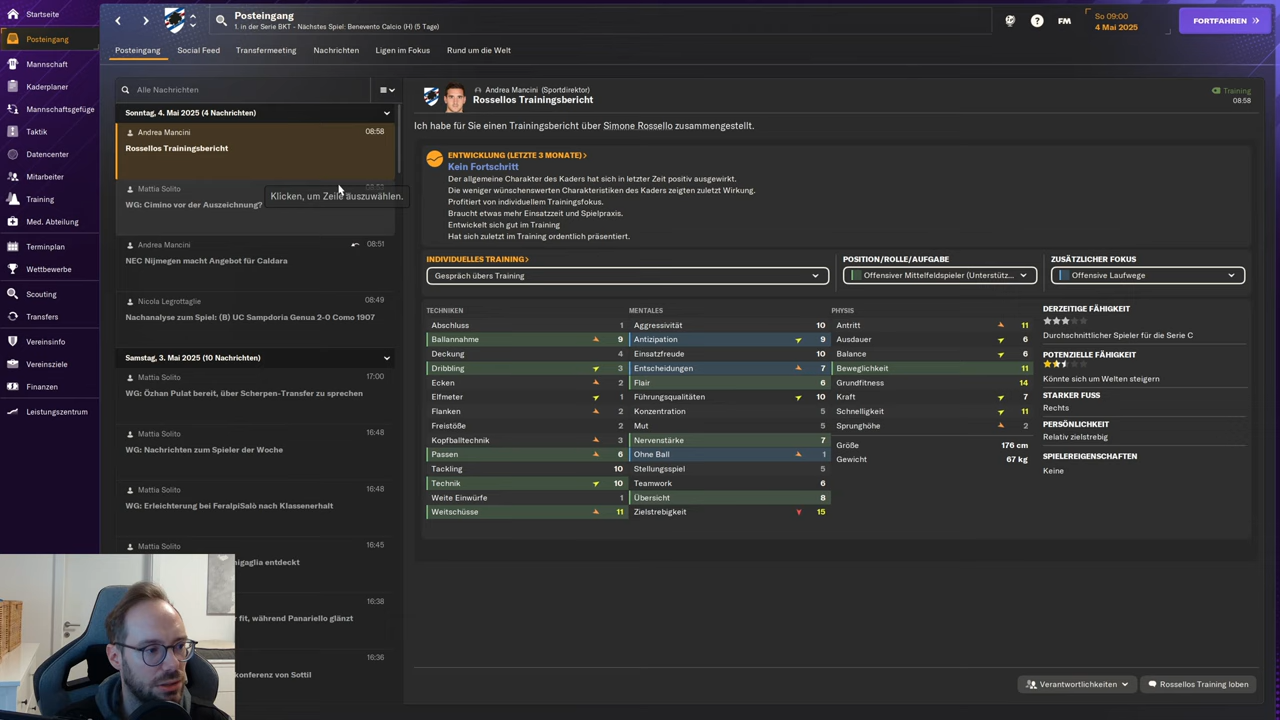 Startseite
Posteingang
Mannschaft
Kaderplaner
Mannschaftsgefüge
Taktik
Datencenter
Mitarbeiter
Training
Med. Abteilung
Terminplan
Wettbewerbe
Scouting
Transfers
Vereinsinfo
Vereinsziele
Finanzen
Leistungszentrum
Posteingang
1. in der Serie BKT - Nächstes Spiel: Benevento Calcio (H) (5 Tage)
FM
So 09:00
4 Mai 2025
FORTFAHREN
Posteingang Social Feed Transfermeeting Nachrichten Ligen im Fokus Rund um die Welt
Alle Nachrichten
Sonntag, 4. Mai 2025 (4 Nachrichten)
Andrea Mancini 08:58
Rossellos Trainingsbericht
Mattia Solito
WG: Cimino vor der Auszeichnung?
Klicken, um Zeile auszuwählen.
Andrea Mancini 08:51
NEC Nijmegen macht Angebot für Caldara
Nicola Legrottaglie 08:49
Nachanalyse zum Spiel: (B) UC Sampdoria Genua 2-0 Como 1907
Samstag, 3. Mai 2025 (10 Nachrichten)
Mattia Solito 17:00
WG: Özhan Pulat bereit, über Scherpen-Transfer zu sprechen
Mattia Solito 16:48
WG: Nachrichten zum Spieler der Woche
Mattia Solito 16:48
WG: Erleichterung bei FeralpiSalò nach Klassenerhalt
Mattia Solito 16:45
nigaglia entdeckt
16:38
fit, während Panariello glänzt
16:36
konferenz von Sottil
Andrea Mancini (Sportdirektor)
Rossellos Trainingsbericht
Training
08:58
Ich habe für Sie einen Trainingsbericht über Simone Rossello zusammengestellt.
ENTWICKLUNG (LETZTE 3 MONATE)
Kein Fortschritt
Der allgemeine Charakter des Kaders hat sich in letzter Zeit positiv ausgewirkt.
Die weniger wünschenswerten Charakteristiken des Kaders zeigten zuletzt Wirkung.
Profitiert von individuellem Trainingsfokus.
Braucht etwas mehr Einsatzzeit und Spielpraxis.
Entwickelt sich gut im Training
Hat sich zuletzt im Training ordentlich präsentiert.
INDIVIDUELLES TRAINING
Gespräch übers Training
POSITION/ROLLE/AUFGABE
Offensiver Mittelfeldspieler (Unterstütz...
ZUSÄTZLICHER FOKUS
Offensive Laufwege
TECHNIKEN
Abschluss 1
Ballannahme 9
Deckung 4
Dribbling 3
Ecken 2
Elfmeter 1
Flanken 2
Freistöße 2
Kopfballtechnik 3
Passen 6
Tackling 10
Technik 10
Weite Einwürfe 1
Weitschüsse 11
MENTALES
Aggressivität 10
Antizipation 9
Einsatzfreude 10
Entscheidungen 7
Flair 6
Führungsqualitäten 10
Konzentration 5
Mut 5
Nervenstärke 7
Ohne Ball 1
Stellungsspiel 5
Teamwork 6
Übersicht 8
Zielstrebigkeit 15
PHYSIS
Antritt 11
Ausdauer 6
Balance 6
Beweglichkeit 11
Grundfitness 14
Kraft 7
Schnelligkeit 11
Sprunghöhe 2
Größe 176 cm
Gewicht 67 kg
DERZEITIGE FÄHIGKEIT
Durchschnittlicher Spieler für die Serie C
POTENZIELLE FÄHIGKEIT
Könnte sich um Welten steigern
STARKER FUSS
Rechts
PERSÖNLICHKEIT
Relativ zielstrebig
SPIELEREIGENSCHAFTEN
Keine
Verantwortlichkeiten
Rossellos Training loben